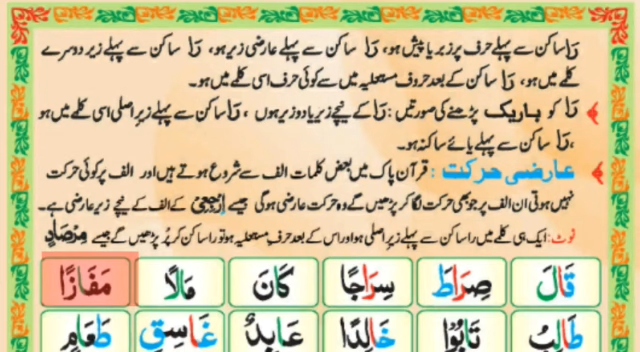 رَا ساکن سے پہلے حرف پر زبر یا پیش ہو، رَا ساکن سے پہلے عارضی زیر ہو، رَا ساکن سے پہلے زیر دوسرے
کلمے میں ہو، رَا ساکن کے بعد حروف مستعلیہ میں سے کوئی حرف اسی کلمے میں ہو۔
رَا کو باریک پڑھنے کی صورتیں: رَا کے نیچے زیر یا دو زیر ہوں، رَا ساکن سے پہلے زیر اصلی اسی کلمے میں ہو
، رَا ساکن سے پہلے یائے ساکنہ ہو۔
عارضی حرکت : قرآن پاک میں بعض کلمات الف سے شروع ہوتے ہیں اور الف پر کوئی حرکت
نہیں ہوتی ان الف پر جو بھی حرکت لگا کر پڑھیں گے وہ حرکت عارضی ہوگی جیسے اِرْجِعِیْ کے الف کے نیچے زیر عارضی ہے۔
نوٹ: ایک ہی کلمے میں را ساکن سے پہلے زیر اصلی ہو اور اس کے بعد حرف مستعلیہ ہو تو را ساکن کو پُر پڑھیں گے جیسے مِرْصَادٍ
قَالَ صِرَاطَ سِرَاجًا كَانَ مَالًا مَفَازًا
طَالِبُ تَابُوْا خَالِدًا عَابِدٌ غَاسِقٍ طَعَامِ